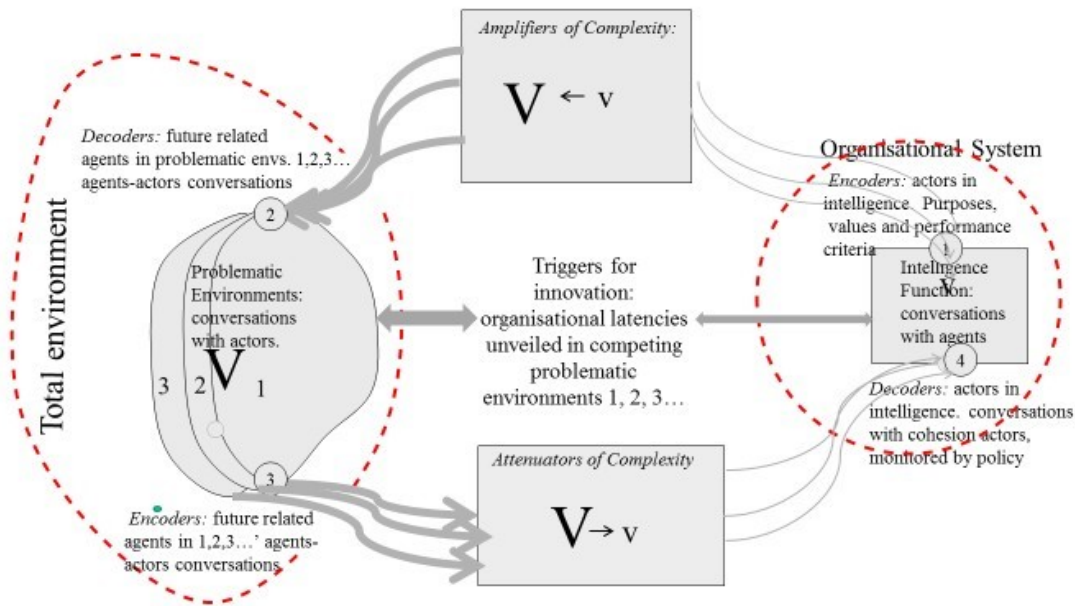 Amplifiers of Complexity:
V ← v
Decoders: future related
agents in problematic envs. 1,2,3…
agents-actors conversations
Total environment
2
Problematic
Environments:
conversations
with actors.
V
3 2 1
3
Encoders: future related
agents in 1,2,3…’ agents-
actors conversations
Triggers for
innovation:
organisational latencies
unveiled in competing
problematic
environments 1, 2, 3…
Attenuators of Complexity
V→ v
Organisational System
Encoders: actors in
intelligence. Purposes,
values and performance
criteria
1
Intelligence
v
Function:
conversations
with agents
4
Decoders: actors in
intelligence. conversations
with cohesion actors,
monitored by policy